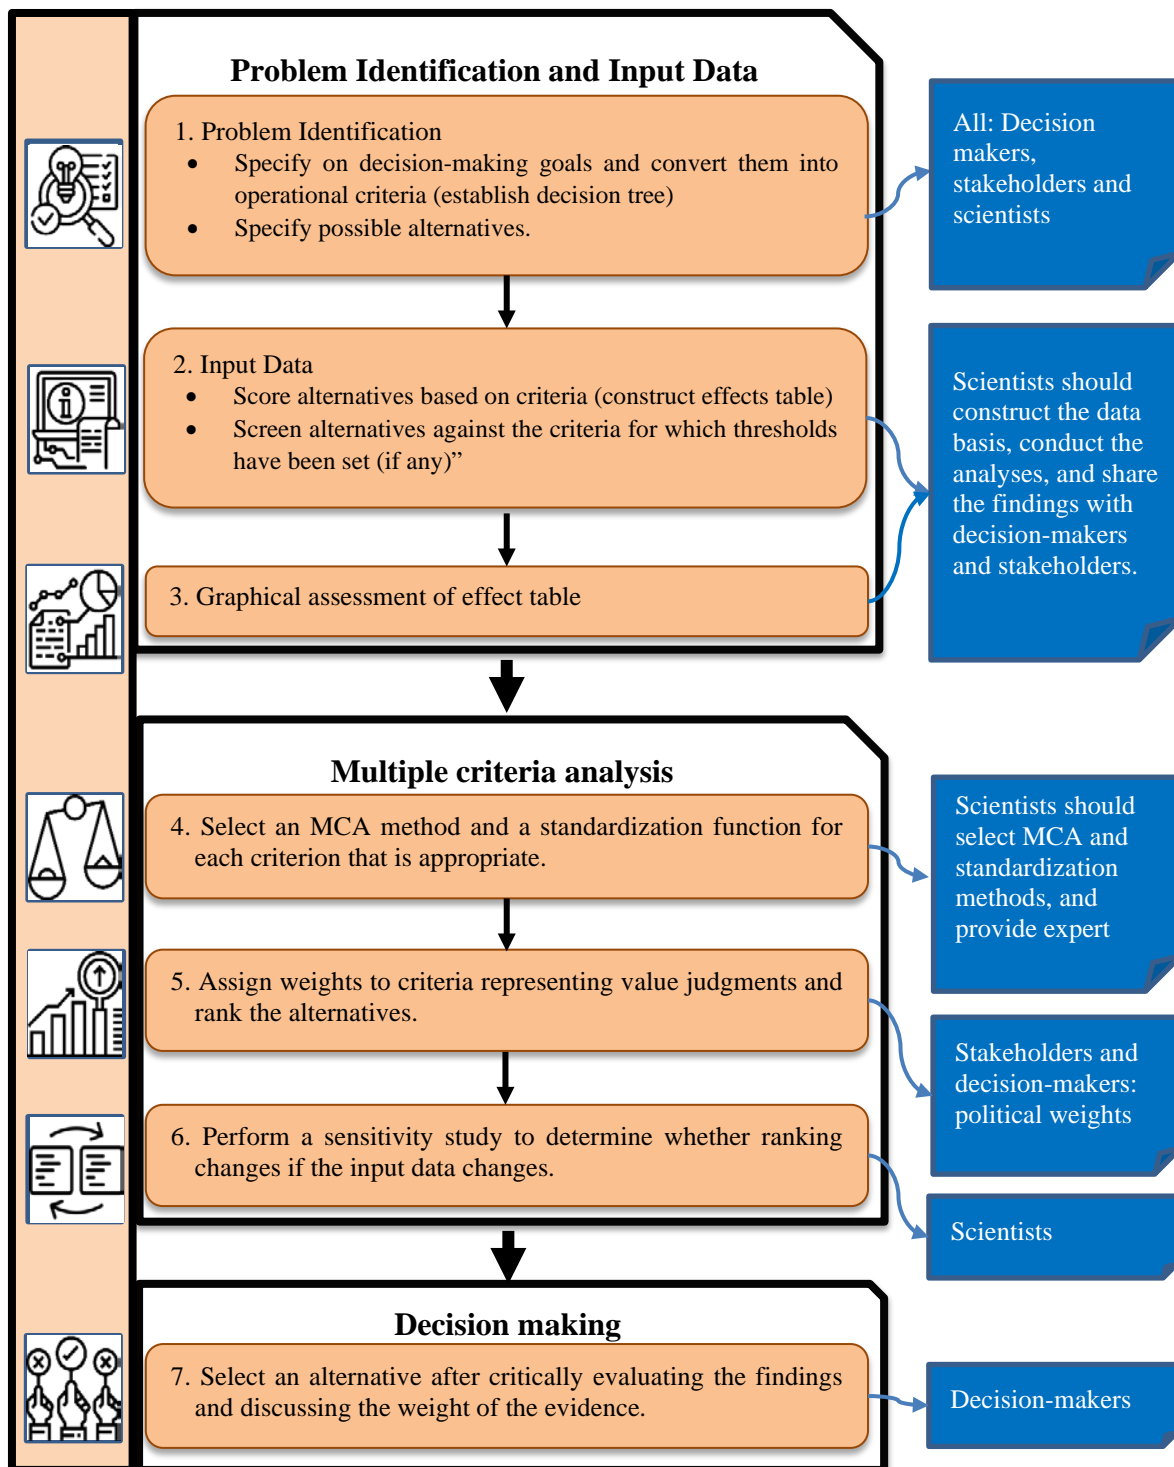 Problem Identification and Input Data
1. Problem Identification
• Specify on decision-making goals and convert them into
operational criteria (establish decision tree)
• Specify possible alternatives.
All: Decision
makers,
stakeholders and
scientists
2. Input Data
• Score alternatives based on criteria (construct effects table)
• Screen alternatives against the criteria for which thresholds
have been set (if any)”
3. Graphical assessment of effect table
Scientists should
construct the data
basis, conduct the
analyses, and share
the findings with
decision-makers
and stakeholders.
Multiple criteria analysis
4. Select an MCA method and a standardization function for
each criterion that is appropriate.
Scientists should
select MCA and
standardization
methods, and
provide expert
5. Assign weights to criteria representing value judgments and
rank the alternatives.
Stakeholders and
decision-makers:
political weights
6. Perform a sensitivity study to determine whether ranking
changes if the input data changes.
Scientists
Decision making
7. Select an alternative after critically evaluating the findings
and discussing the weight of the evidence.
Decision-makers